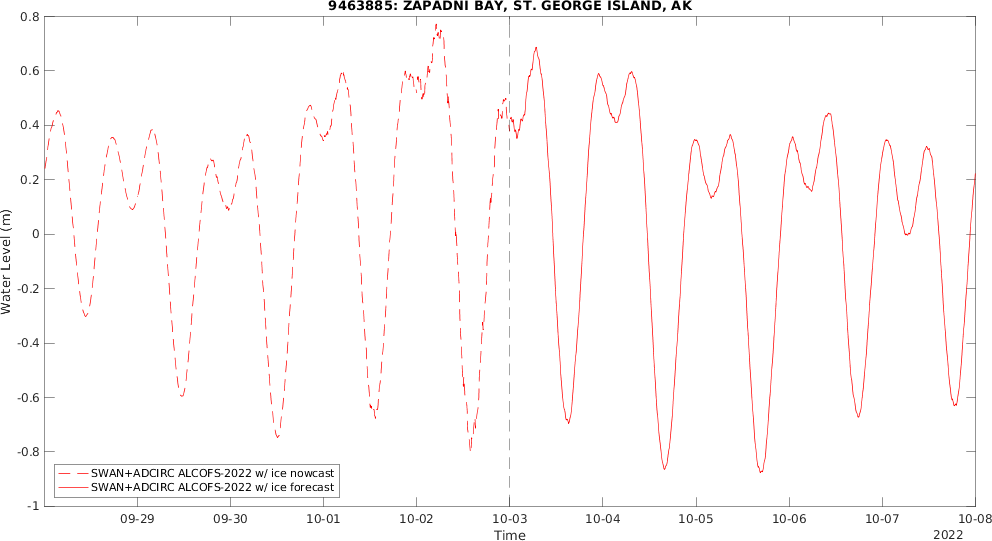 9463885: ZAPADNI BAY, ST. GEORGE ISLAND, AK
0.8
0.6
0.4
0.2
0
-0.2
-0.4
-0.6
-0.8
-1
Water Level (m)
SWAN+ADCIRC ALCOFS-2022 w/ ice nowcast
SWAN+ADCIRC ALCOFS-2022 w/ ice forecast
09-29 09-30 10-01 10-02 10-03 10-04 10-05 10-06 10-07 10-08
Time
2022